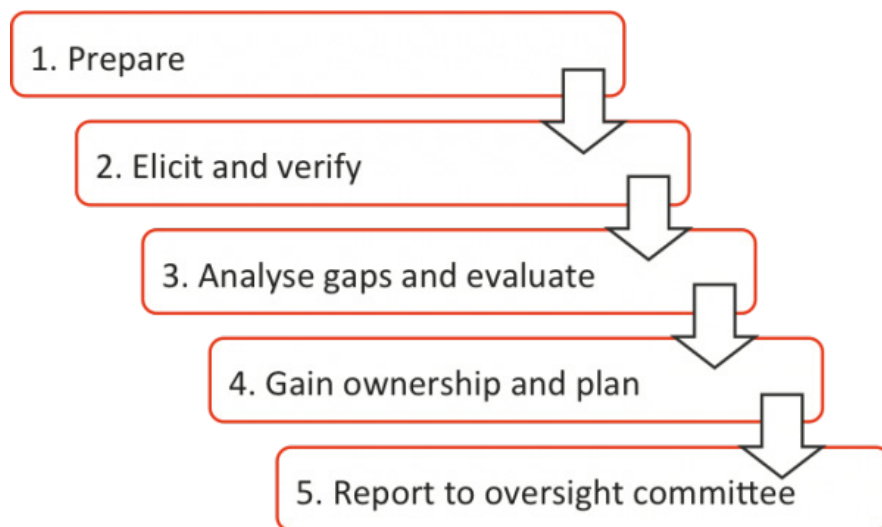 1. Prepare
2. Elicit and verify
3. Analyse gaps and evaluate
4. Gain ownership and plan
5. Report to oversight committee